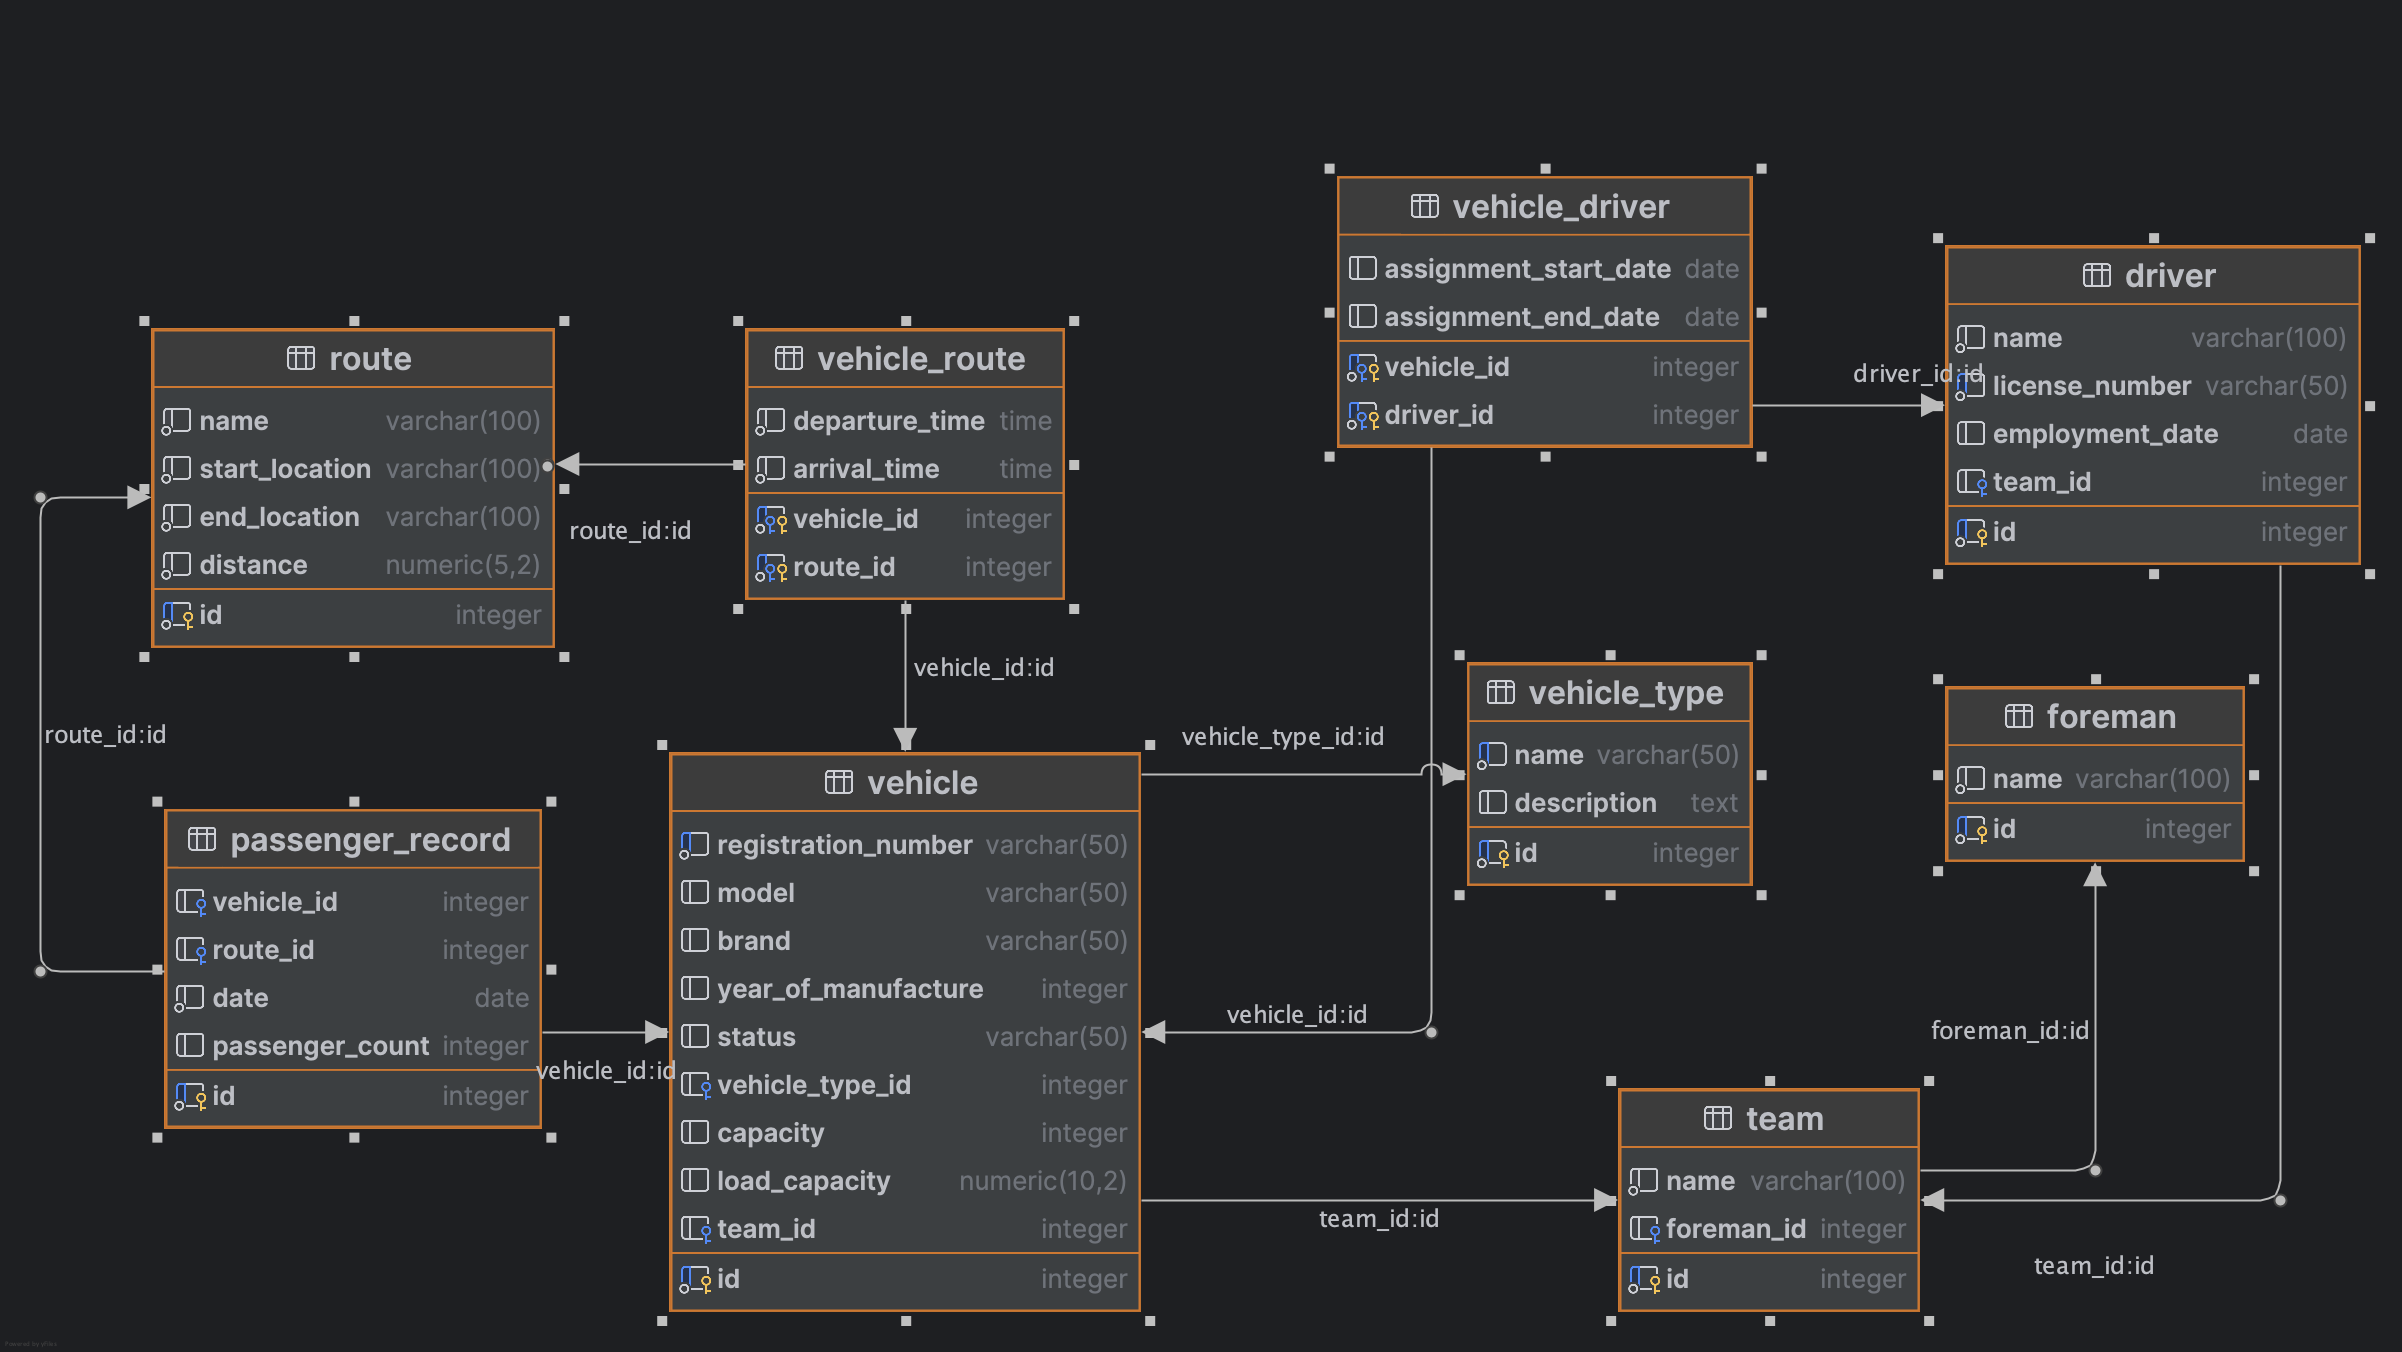 vehicle_driver
assignment_start_date date
assignment_end_date date
vehicle_id integer
driver_id integer
driver_id:id
driver
name varchar(100)
license_number varchar(50)
employment_date date
team_id integer
id integer
route
name varchar(100)
start_location varchar(100)
end_location varchar(100)
distance numeric(5,2)
id integer
route_id:id
vehicle_route
departure_time time
arrival_time time
vehicle_id integer
route_id integer
vehicle_id:id
route_id:id
vehicle_type_id:id
vehicle_type
name varchar(50)
description text
id integer
foreman
name varchar(100)
id integer
passenger_record
vehicle_id integer
route_id integer
date date
passenger_count integer
id integer
vehicle_id:id
vehicle
registration_number varchar(50)
model varchar(50)
brand varchar(50)
year_of_manufacture integer
status varchar(50)
vehicle_type_id integer
capacity integer
load_capacity numeric(10,2)
team_id integer
id integer
vehicle_id:id
foreman_id:id
team_id:id
team
name varchar(100)
foreman_id integer
id integer
team_id:id